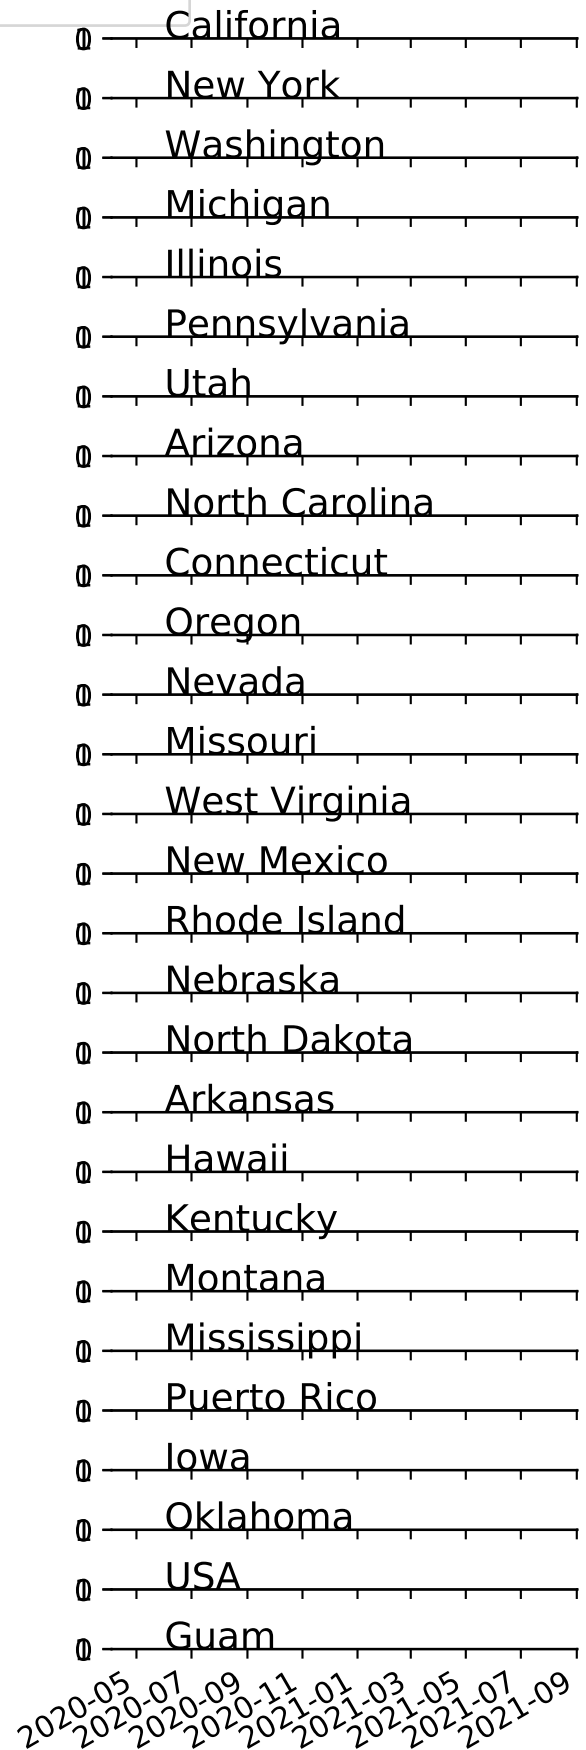 California
New York
Washington
Michigan
Illinois
Pennsylvania
Utah
Arizona
North Carolina
Connecticut
Oregon
Nevada
Missouri
West Virginia
New Mexico
Rhode Island
Nebraska
North Dakota
Arkansas
Hawaii
Kentucky
Montana
Mississippi
Puerto Rico
Iowa
Oklahoma
USA
Guam
2020-05 2020-07 2020-09 2020-11 2021-01 2021-03 2021-05 2021-07 2021-09